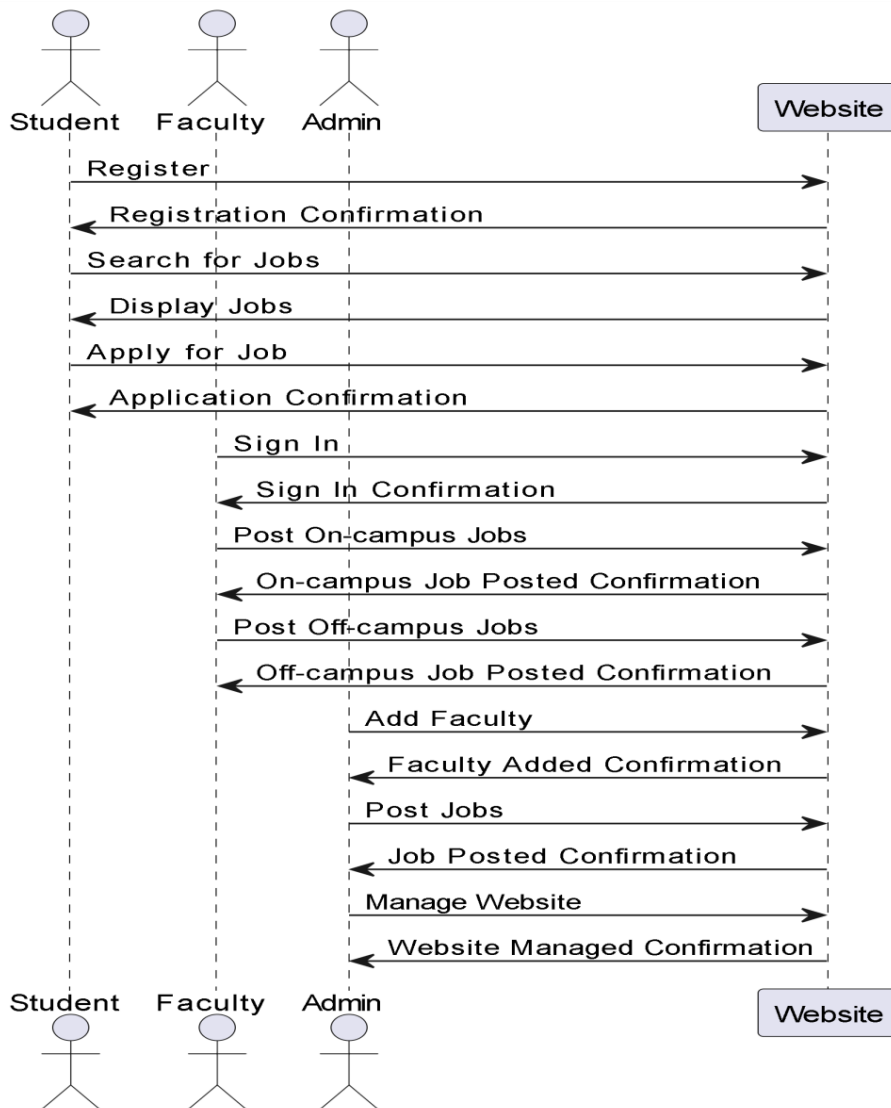 Student Faculty Admin Website
Register
Registration Confirmation
Search for Jobs
Display Jobs
Apply for Job
Application Confirmation
Sign In
Sign In Confirmation
Post On-campus Jobs
On-campus Job Posted Confirmation
Post Off-campus Jobs
Off-campus Job Posted Confirmation
Add Faculty
Faculty Added Confirmation
Post Jobs
Job Posted Confirmation
Manage Website
Website Managed Confirmation
Student Faculty Admin Website